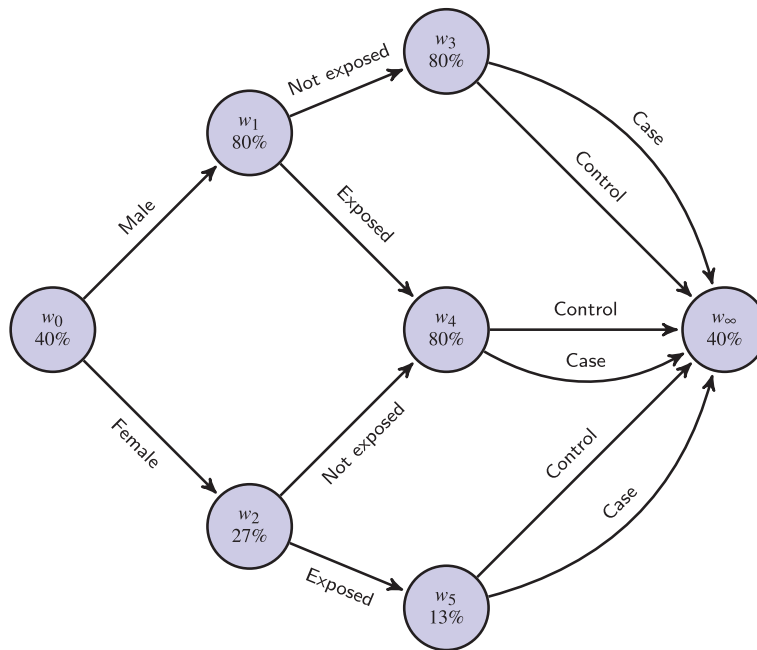 w₃
80%
Not exposed
Case
w₁
80%
Control
Male
Exposed
w₀
40%
w₄
80%
Control
Case
w∞
40%
Female
Not exposed
Control
Case
w₂
27%
Exposed
w₅
13%